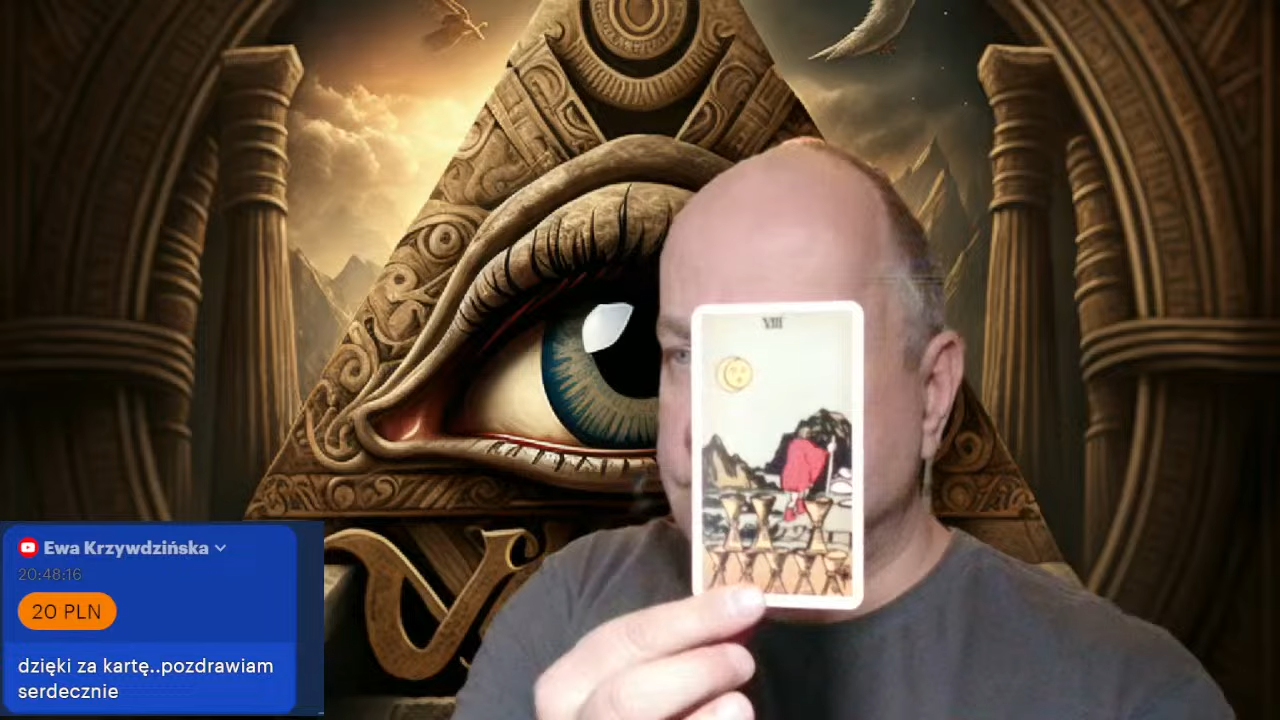 VIII
Ewa Krzywdzińska
20:48:16
20 PLN
dzięki za kartę..pozdrawiam
serdecznie